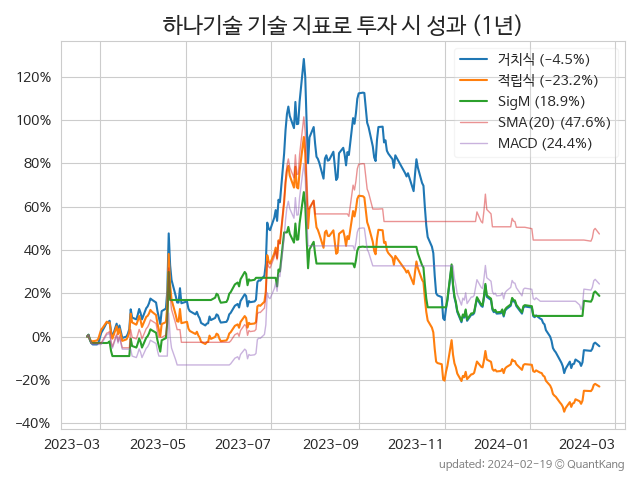 하나기술 기술 지표로 투자 시 성과 (1년)
거치식 (−4.5%)
적립식 (−23.2%)
SigM (18.9%)
SMA(20) (47.6%)
MACD (24.4%)
120%
100%
80%
60%
40%
20%
0%
−20%
−40%
2023-03 2023-05 2023-07 2023-09 2023-11 2024-01 2024-03
updated: 2024-02-19 © QuantKang